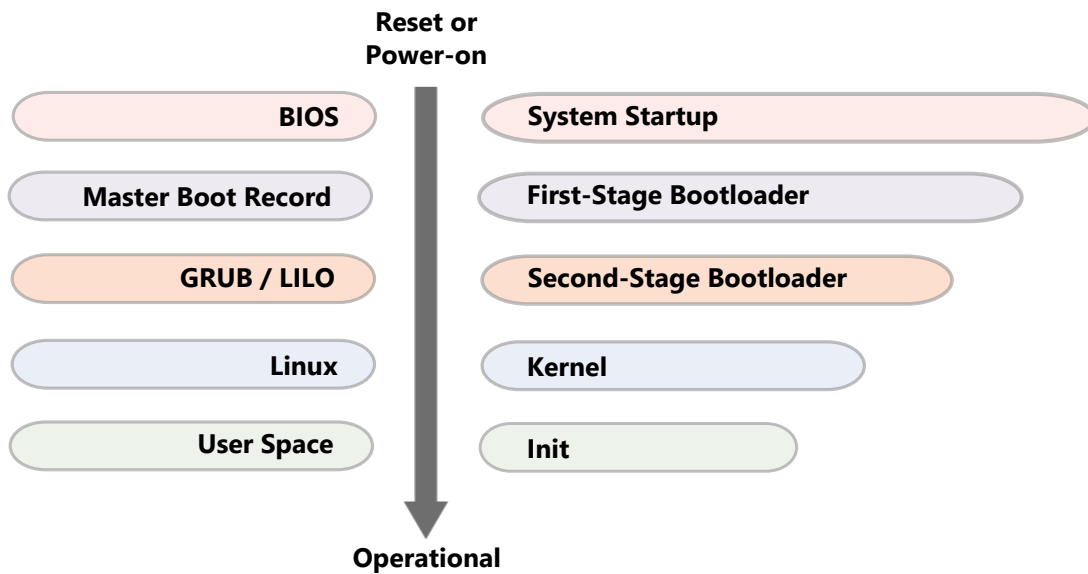 Reset or
Power-on
BIOS
System Startup
Master Boot Record
First-Stage Bootloader
GRUB / LILO
Second-Stage Bootloader
Linux
Kernel
User Space
Init
Operational